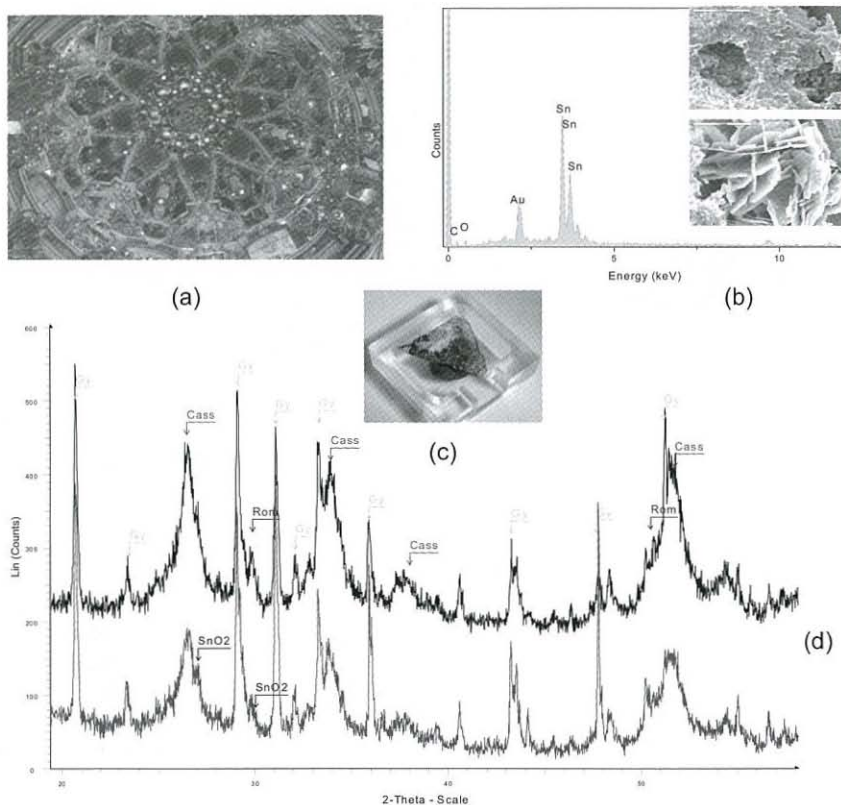 Counts
Sn
Sn
Sn
Au
C
O
0
5
10
Energy (keV)
(a)
(b)
(c)
(d)
Lin (Counts)
600
500
400
300
200
100
0
Cass
Rom
Cass
Cass
Rom
Cass
SnO2
SnO2
20
30
40
50
2-Theta - Scale